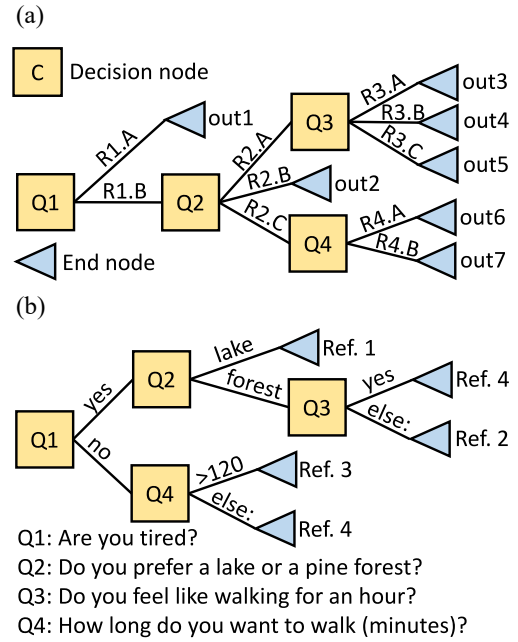 (a)
C Decision node
Q1
R1.A
out1
R1.B
Q2
R2.A
Q3
R3.A
out3
R3.B
out4
R3.C
out5
R2.B
out2
R2.C
Q4
R4.A
out6
R4.B
out7
End node
(b)
Q1
yes
Q2
lake
Ref. 1
forest
Q3
yes
Ref. 4
else:
Ref. 2
no
Q4
>120
Ref. 3
else:
Ref. 4
Q1: Are you tired?
Q2: Do you prefer a lake or a pine forest?
Q3: Do you feel like walking for an hour?
Q4: How long do you want to walk (minutes)?